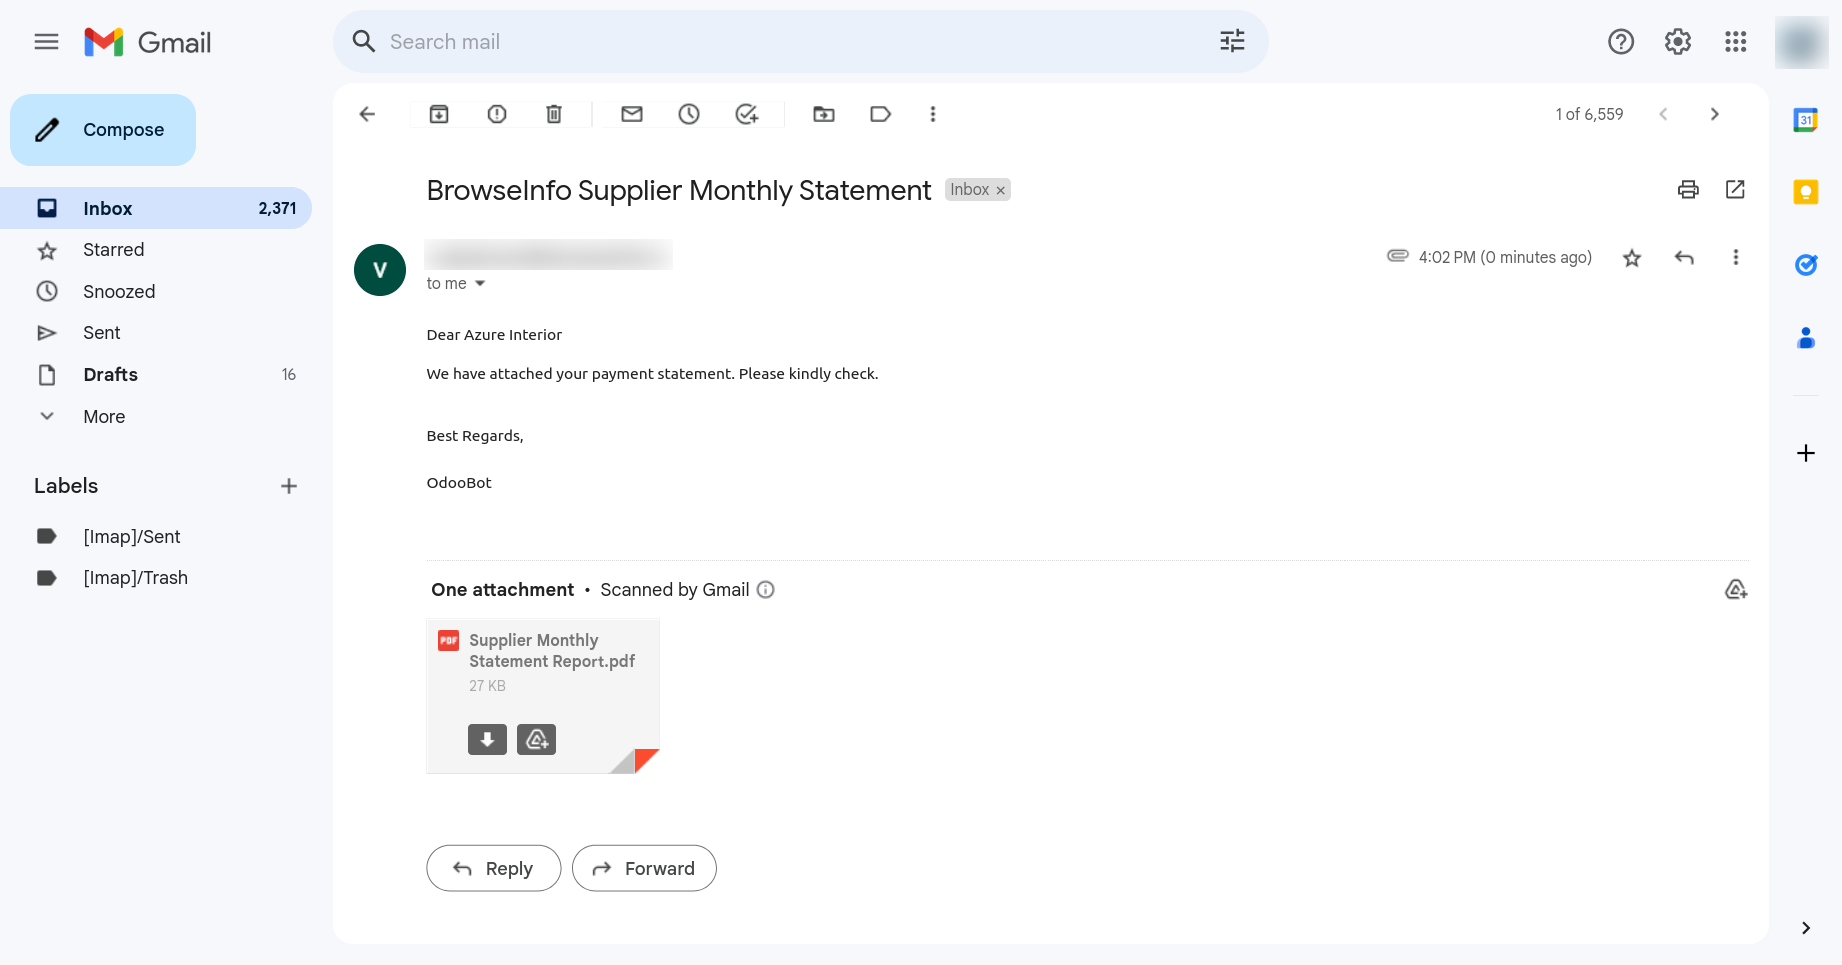 Gmail
Search mail
Compose
1 of 6,559
BrowseInfo Supplier Monthly Statement
Inbox ×
Inbox 2,371
Starred
Snoozed
Sent
Drafts 16
More
Labels
[Imap]/Sent
[Imap]/Trash
V
4:02 PM (0 minutes ago)
to me
Dear Azure Interior
We have attached your payment statement. Please kindly check.
Best Regards,
OdooBot
One attachment • Scanned by Gmail
PDF
Supplier Monthly
Statement Report.pdf
27 KB
Reply
Forward
31